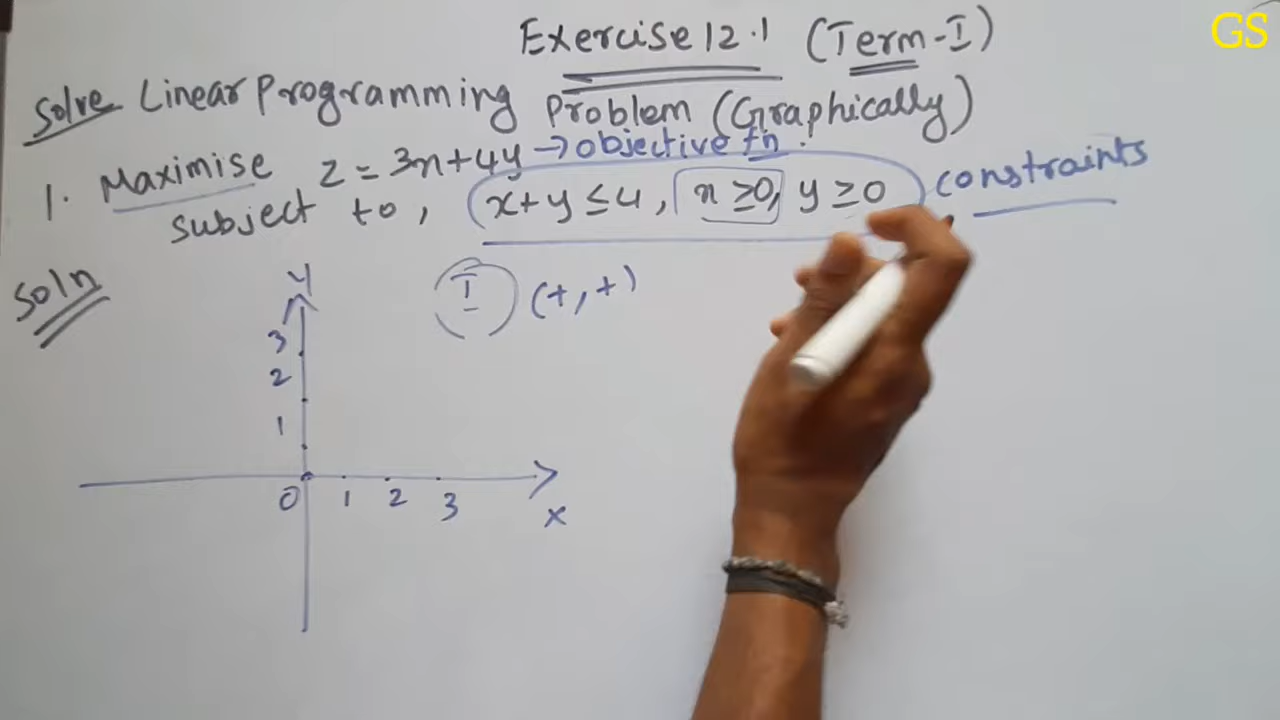 GS
Exercise 12.1 (Term-I)
Solve Linear Programming Problem (Graphically)
1. Maximise z = 3x+4y → objective fn.
subject to, x+y ≤ 4, x ≥0, y ≥ 0 constraints
Soln
Y
I (+, +)
3
2
1
0 1 2 3
x